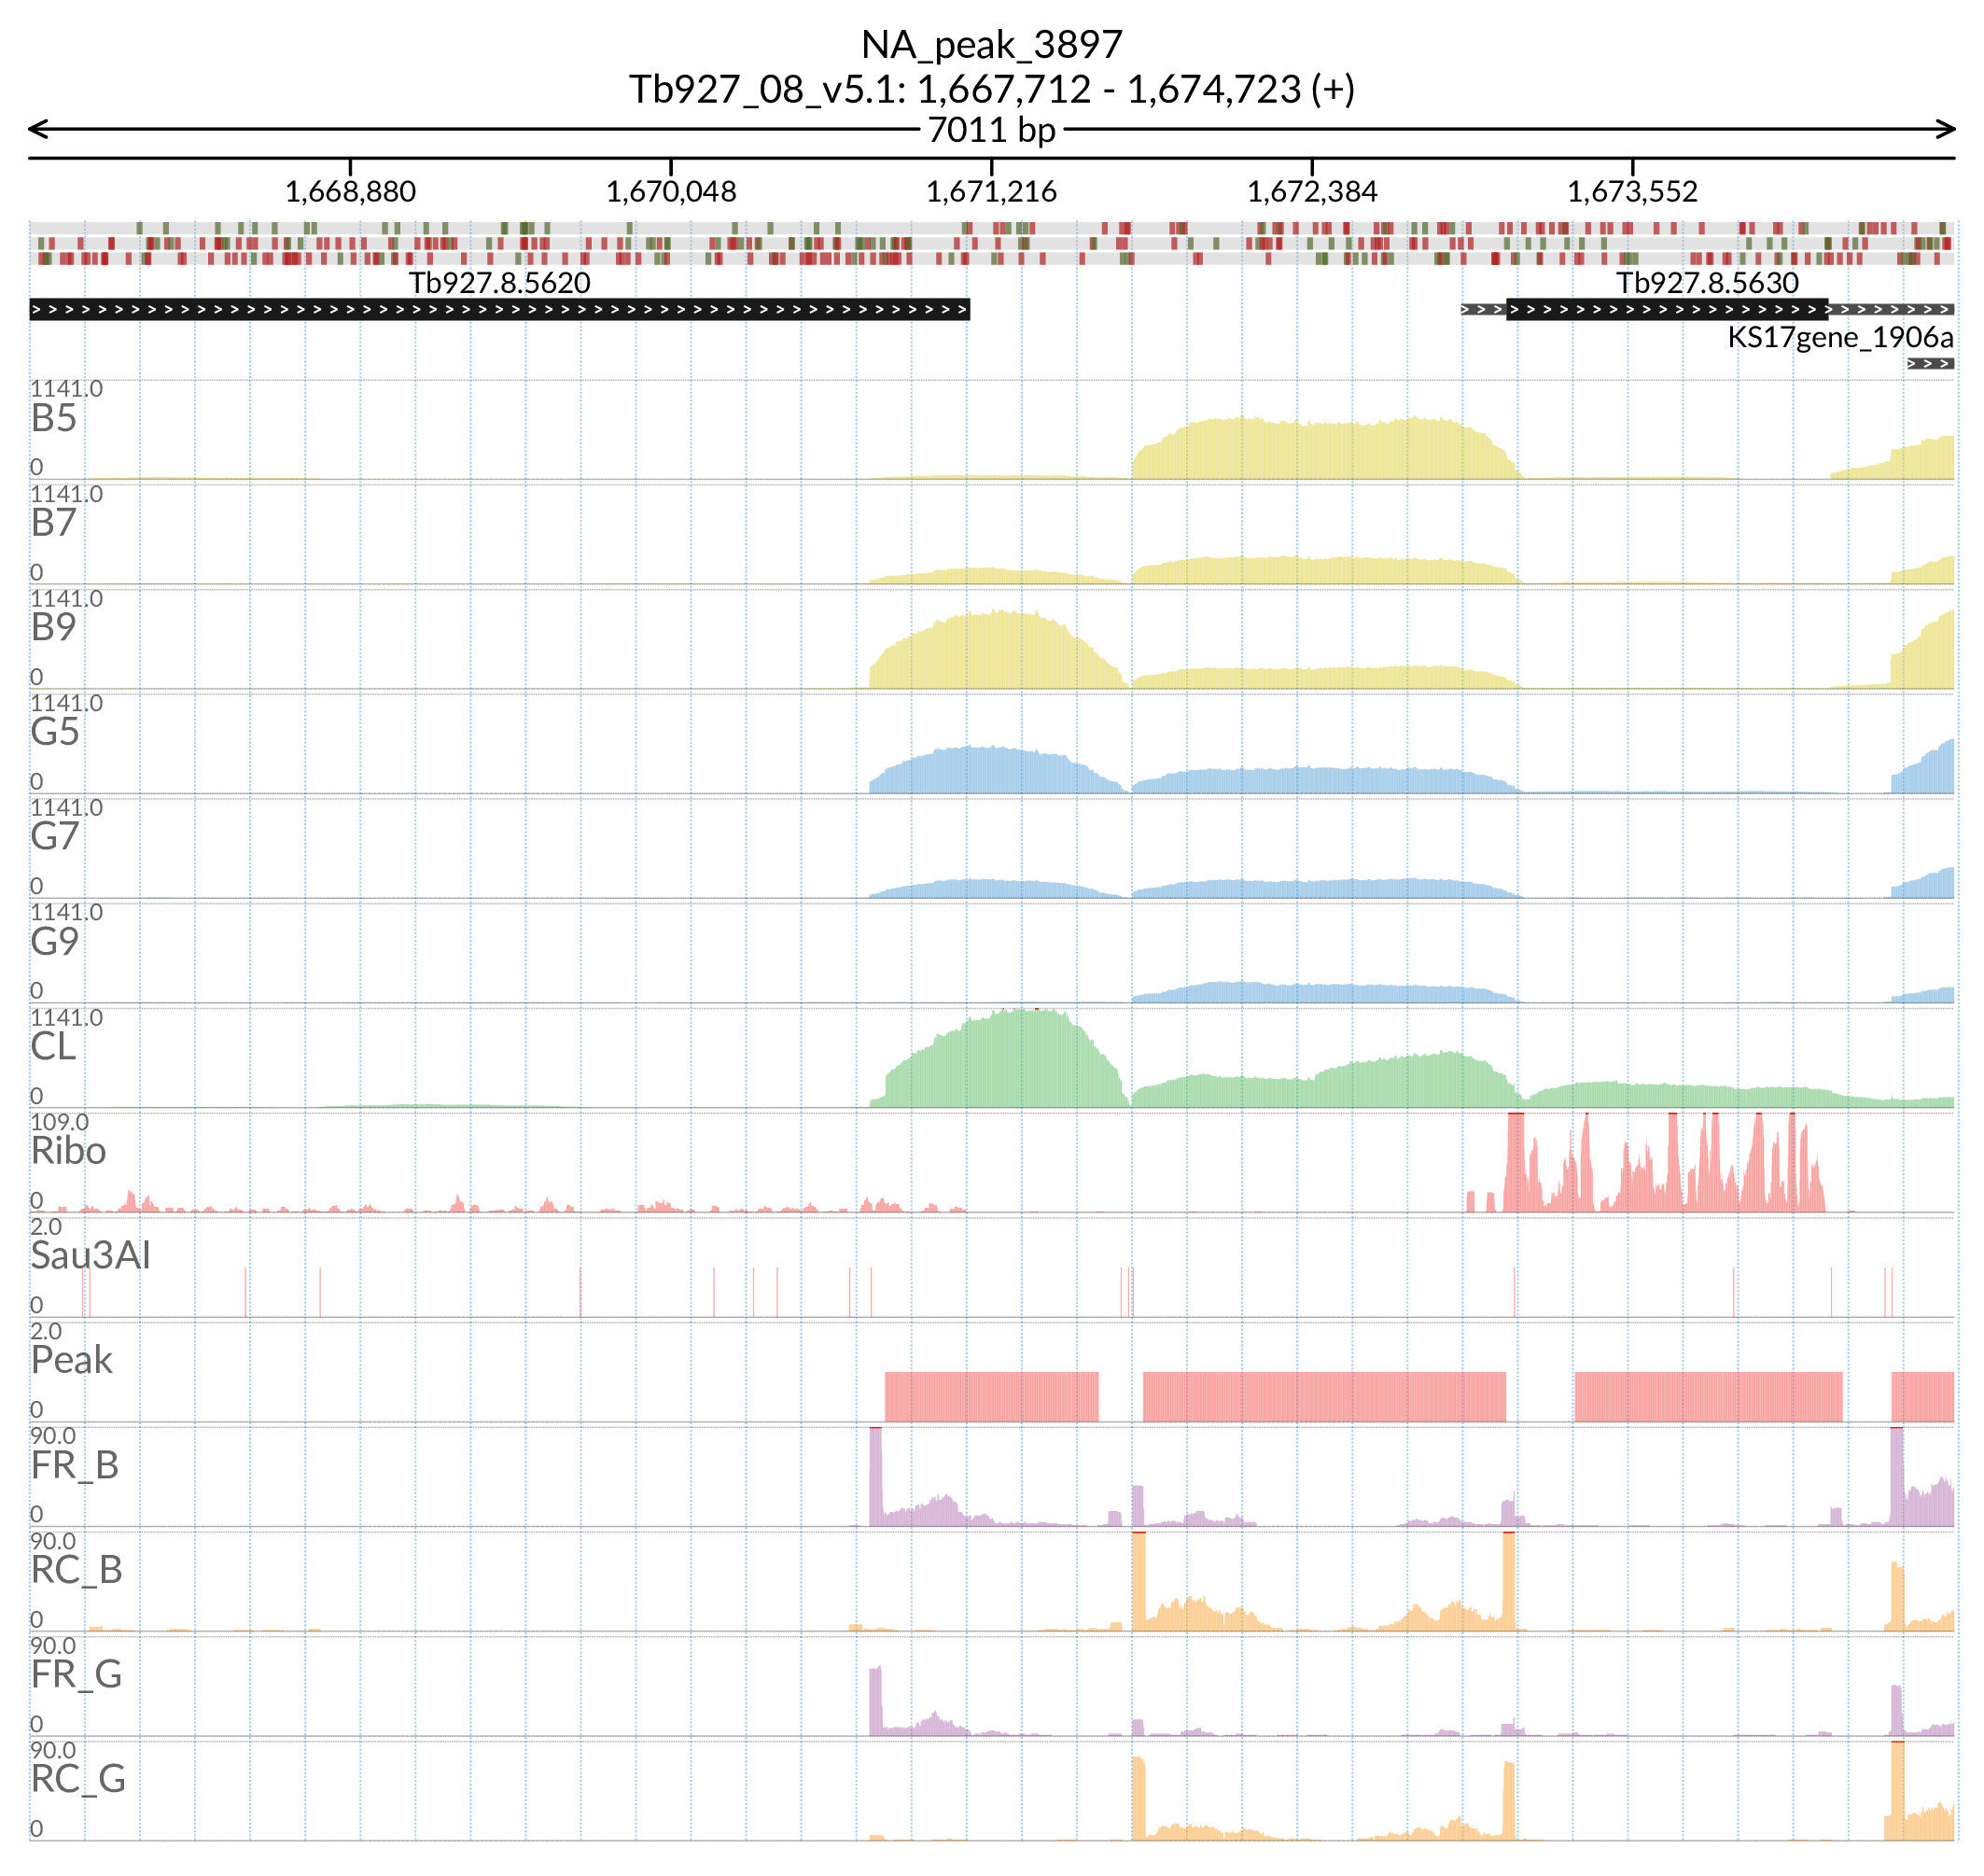 NA_peak_3897
Tb927_08_v5.1: 1,667,712 - 1,674,723 (+)
7011 bp
1,668,880 1,670,048 1,671,216 1,672,384 1,673,552
Tb927.8.5620 Tb927.8.5630
KS17gene_1906a
1141.0
B5
0
1141.0
B7
0
1141.0
B9
0
1141.0
G5
0
1141.0
G7
0
1141.0
G9
0
1141.0
CL
0
109.0
Ribo
0
2.0
Sau3AI
0
2.0
Peak
0
90.0
FR_B
0
90.0
RC_B
0
90.0
FR_G
0
90.0
RC_G
0